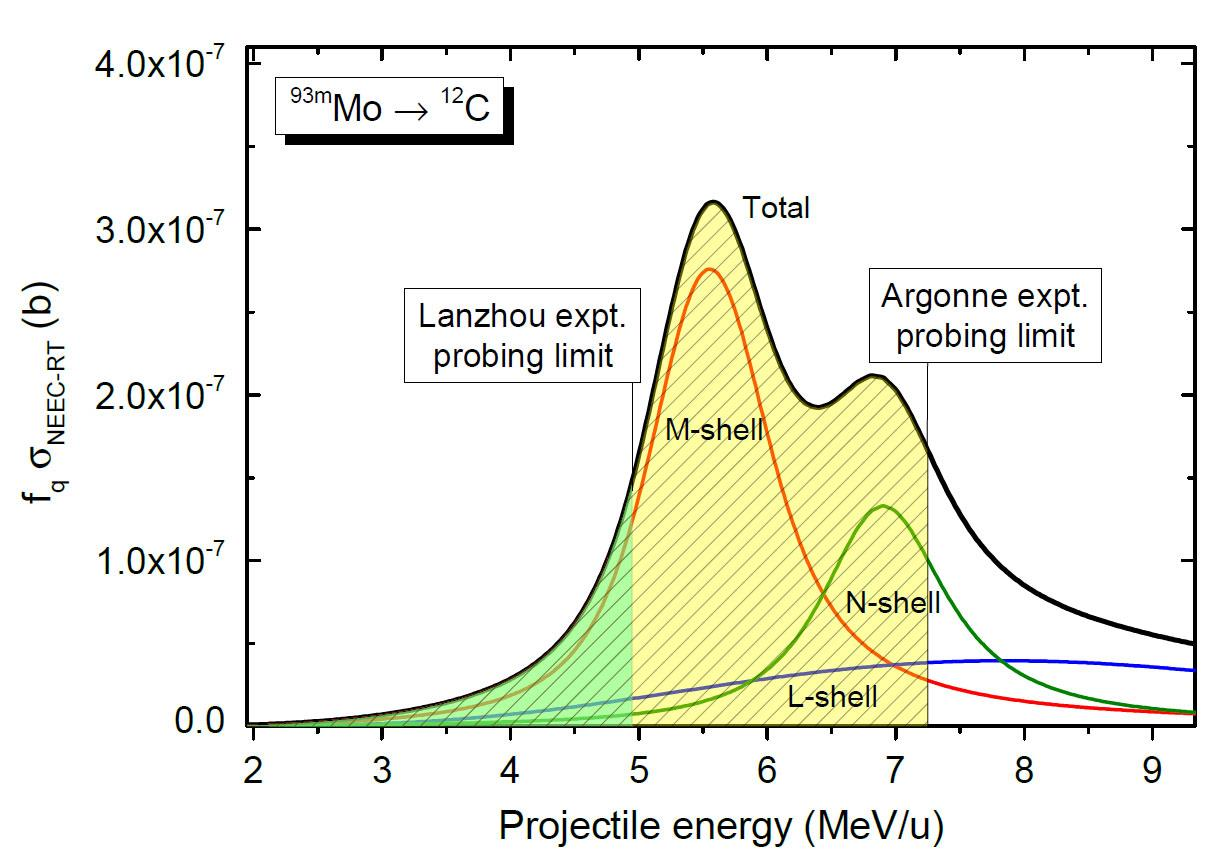 4.0x10⁻⁷
3.0x10⁻⁷
2.0x10⁻⁷
1.0x10⁻⁷
0.0
f_q σ_NEEC-RT (b)
⁹³ᵐMo → ¹²C
Total
Lanzhou expt.
probing limit
Argonne expt.
probing limit
M-shell
N-shell
L-shell
2 3 4 5 6 7 8 9
Projectile energy (MeV/u)